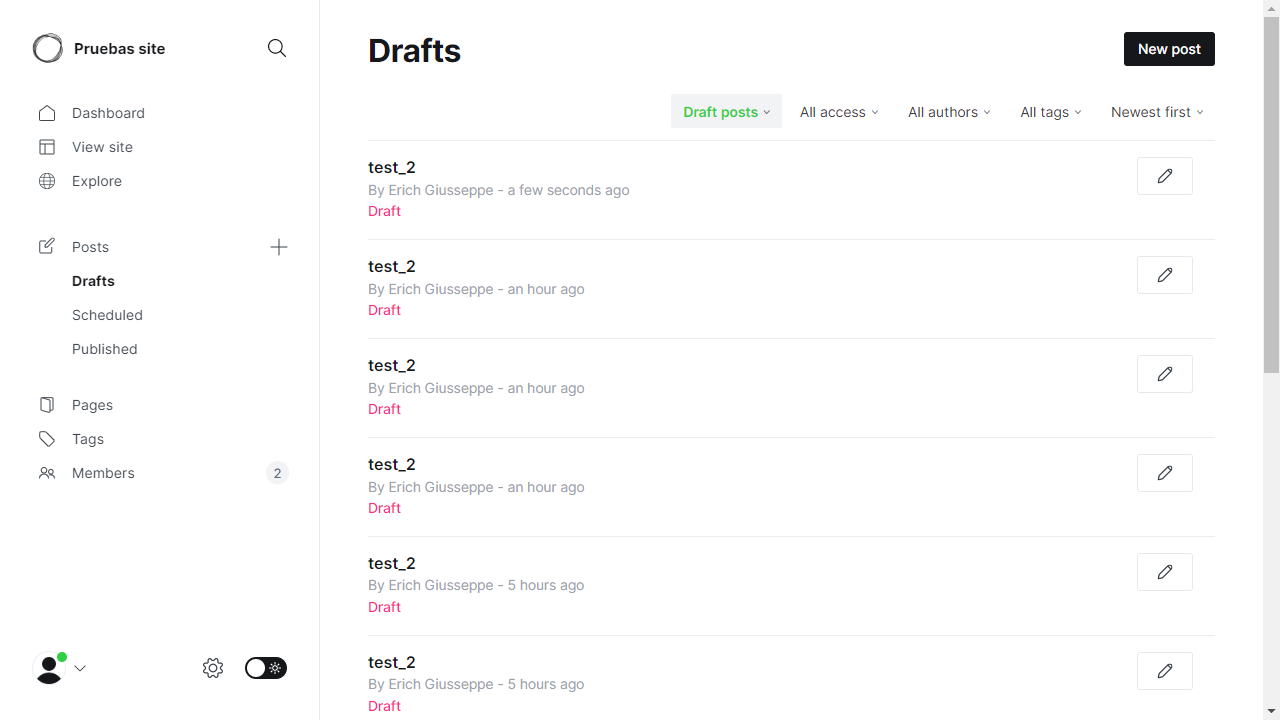 Pruebas site
Dashboard
View site
Explore
Posts
Drafts
Scheduled
Published
Pages
Tags
Members
2
Drafts
New post
Draft posts
All access
All authors
All tags
Newest first
test_2
By Erich Giusseppe - a few seconds ago
Draft
test_2
By Erich Giusseppe - an hour ago
Draft
test_2
By Erich Giusseppe - an hour ago
Draft
test_2
By Erich Giusseppe - an hour ago
Draft
test_2
By Erich Giusseppe - 5 hours ago
Draft
test_2
By Erich Giusseppe - 5 hours ago
Draft